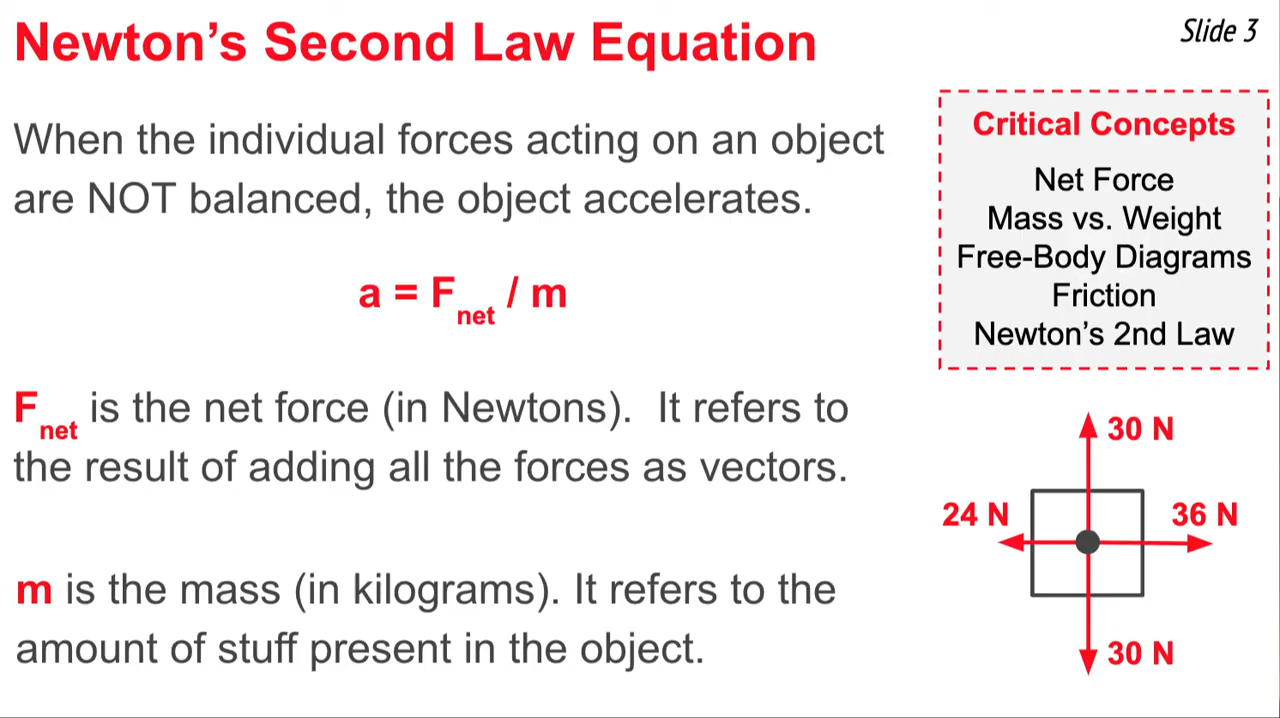 Newton's Second Law Equation
Slide 3
When the individual forces acting on an object
are NOT balanced, the object accelerates.
a = F_net / m
F_net is the net force (in Newtons).  It refers to
the result of adding all the forces as vectors.
m is the mass (in kilograms). It refers to the
amount of stuff present in the object.
Critical Concepts
Net Force
Mass vs. Weight
Free-Body Diagrams
Friction
Newton's 2nd Law
30 N
24 N
36 N
30 N